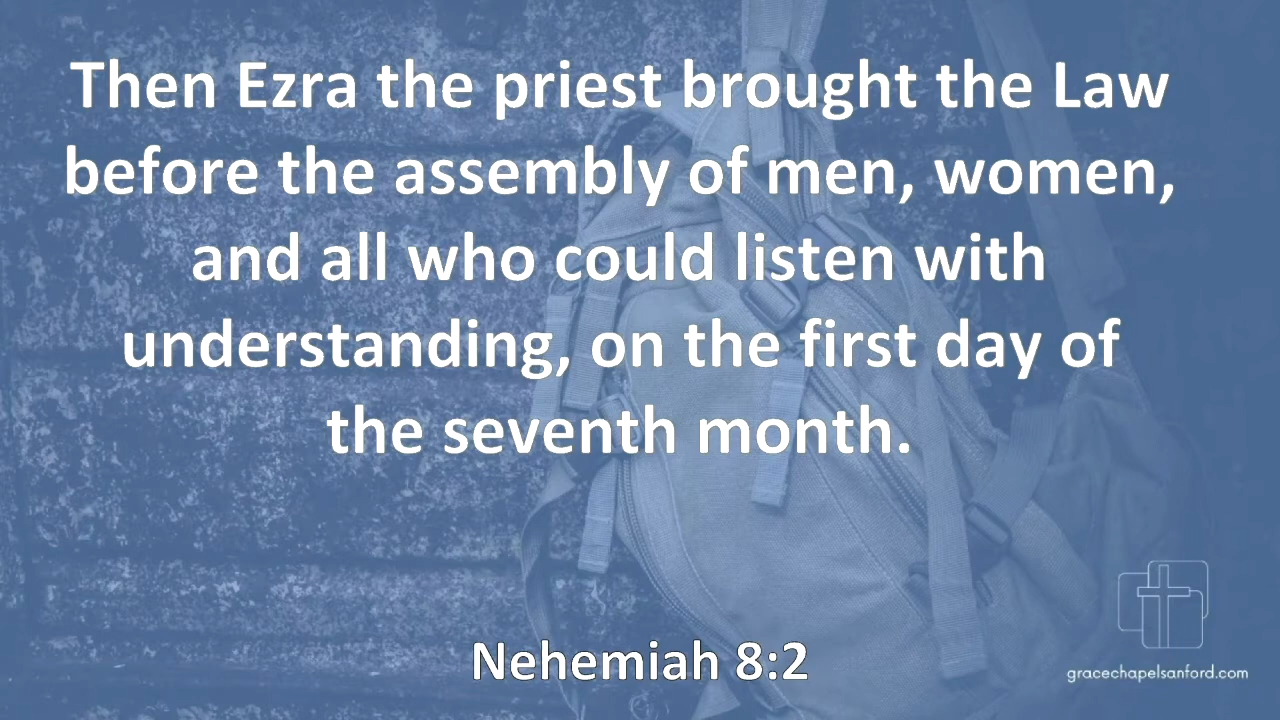 Then Ezra the priest brought the Law
before the assembly of men, women,
and all who could listen with
understanding, on the first day of
the seventh month.
Nehemiah 8:2
gracechapelsanford.com